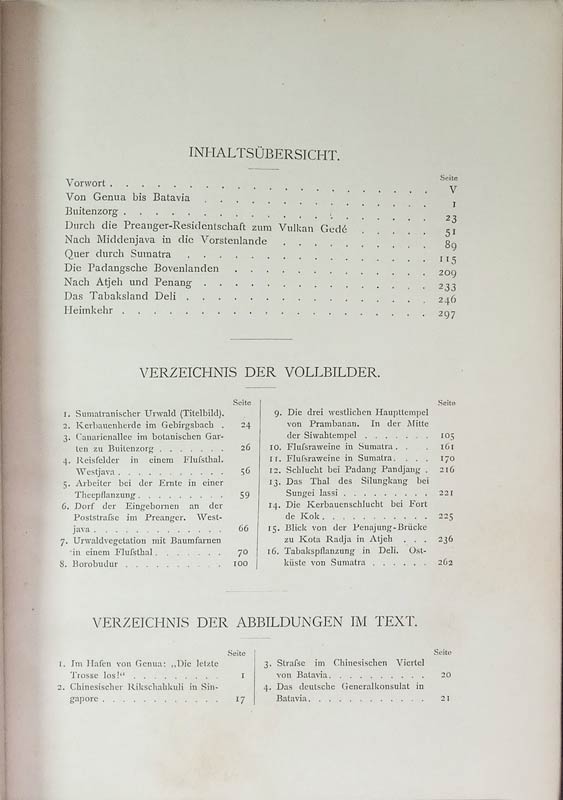 INHALTSÜBERSICHT.
Seite
Vorwort . . . . . . . . . . . . . . . . V
Von Genua bis Batavia . . . . . . . . . . . . 1
Buitenzorg . . . . . . . . . . . . . . . 23
Durch die Preanger-Residentschaft zum Vulkan Gedé . . . . . 51
Nach Middenjava in die Vorstenlande . . . . . . . . 89
Quer durch Sumatra . . . . . . . . . . . . . 115
Die Padangsche Bovenlanden . . . . . . . . . . 209
Nach Atjeh und Penang . . . . . . . . . . . . 233
Das Tabaksland Deli . . . . . . . . . . . . . 246
Heimkehr . . . . . . . . . . . . . . . . 297
VERZEICHNIS DER VOLLBILDER.
Seite
1. Sumatranischer Urwald (Titelbild).
2. Kerbauenherde im Gebirgsbach . 24
3. Canarienallee im botanischen Gar-
ten zu Buitenzorg . . . . . . . 26
4. Reisfelder in einem Flufsthal.
Westjava . . . . . . . . . . . 56
5. Arbeiter bei der Ernte in einer
Theepflanzung . . . . . . . . . 59
6. Dorf der Eingebornen an der
Poststrafse im Preanger. West-
java . . . . . . . . . . . . . 66
7. Urwaldvegetation mit Baumfarnen
in einem Flufsthal . . . . . . . 70
8. Borobudur . . . . . . . . . . 100
Seite
9. Die drei westlichen Haupttempel
von Prambanan. In der Mitte
der Siwahtempel . . . . . . . 105
10. Flufsraweine in Sumatra . . . 161
11. Flufsraweine in Sumatra . . . . 170
12. Schlucht bei Padang Pandjang . 216
13. Das Thal des Silungkang bei
Sungei lassi . . . . . . . . . 221
14. Die Kerbauenschlucht bei Fort
de Kok . . . . . . . . . . . 225
15. Blick von der Penajung-Brücke
zu Kota Radja in Atjeh . . . 236
16. Tabakspflanzung in Deli. Ost-
küste von Sumatra . . . . . . 262
VERZEICHNIS DER ABBILDUNGEN IM TEXT.
Seite
1. Im Hafen von Genua: „Die letzte
Trosse los!“ . . . . . . . . . 1
2. Chinesischer Rikschahkuli in Sin-
gapore . . . . . . . . . . . . 17
Seite
3. Strafse im Chinesischen Viertel
von Batavia . . . . . . . . . . 20
4. Das deutsche Generalkonsulat in
Batavia . . . . . . . . . . . . 21